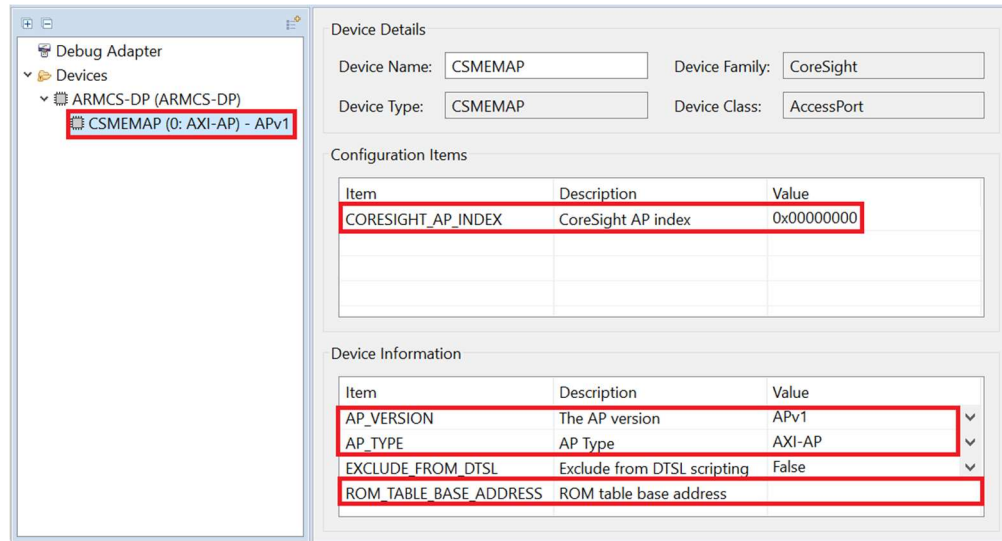 Debug Adapter
Devices
ARMCS-DP (ARMCS-DP)
CSMEMAP (0: AXI-AP) - APv1
Device Details
Device Name: CSMEMAP Device Family: CoreSight
Device Type: CSMEMAP Device Class: AccessPort
Configuration Items
Item Description Value
CORESIGHT_AP_INDEX CoreSight AP index 0x00000000
Device Information
Item Description Value
AP_VERSION The AP version APv1
AP_TYPE AP Type AXI-AP
EXCLUDE_FROM_DTSL Exclude from DTSL scripting False
ROM_TABLE_BASE_ADDRESS ROM table base address